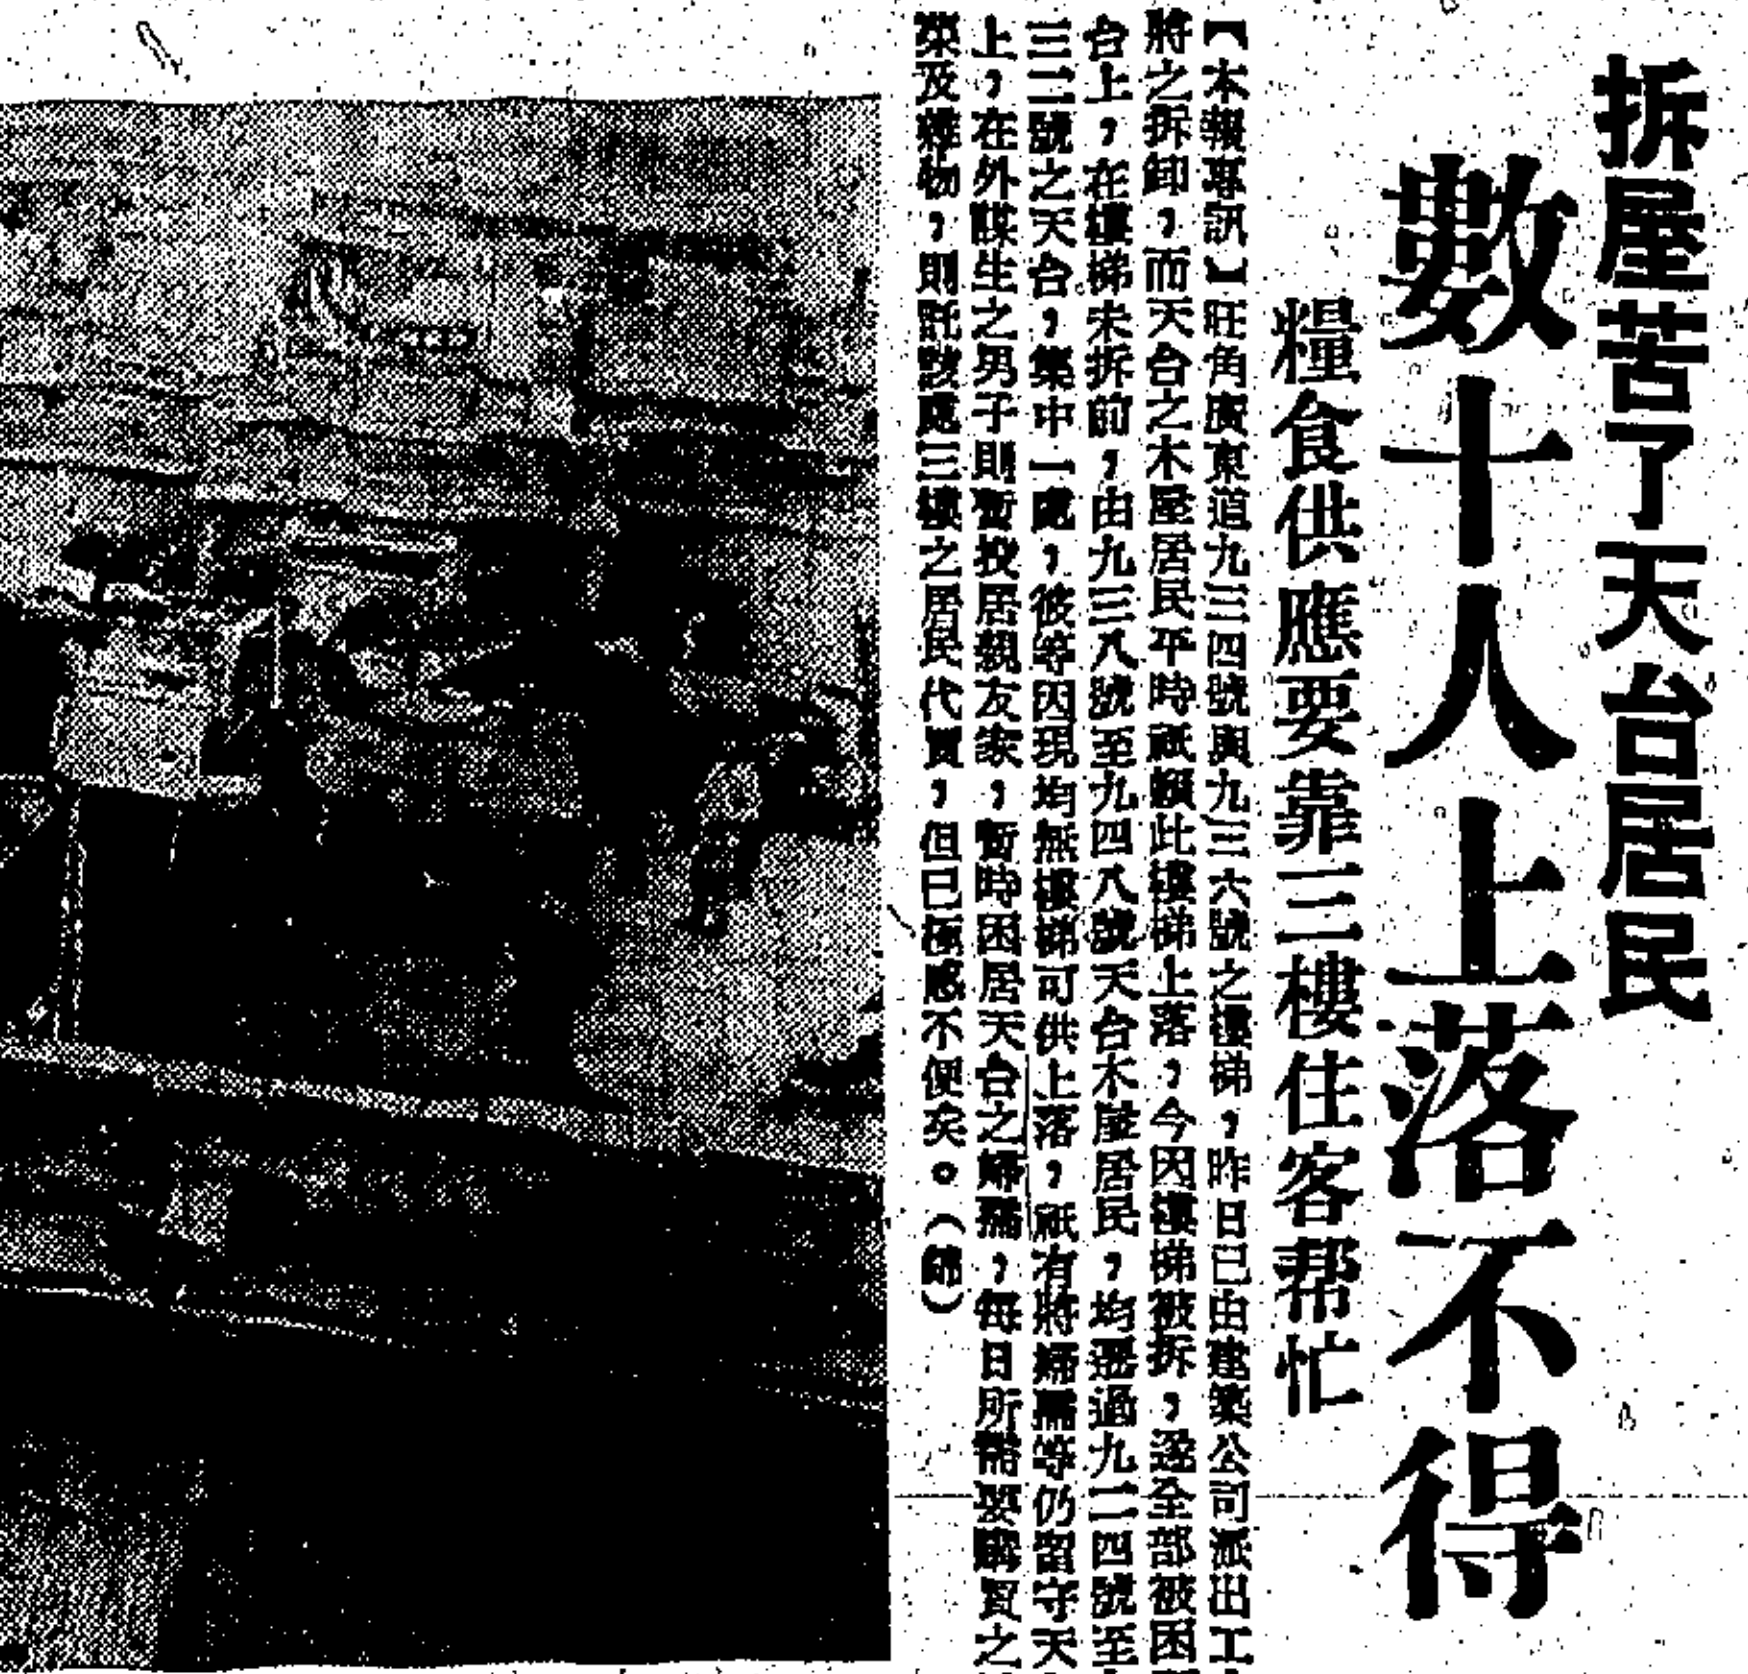 拆屋苦了天台居民
數十人上落不得
糧食供應要靠三樓住客帮忙
【本報專訊】旺角廣東道九三四號與九三六號之樓梯，昨日已由建築公司派出工
將之拆卸，而天台之木屋居民平時祇賴此樓梯上落，今因樓梯被拆，遂全部被困
台上，在樓梯未拆前，由九三八號至九四八號天台木屋居民，均遷過九二四號至
三二號之天台，集中一處，彼等因現均無樓梯可供上落，祇有將婦孺等仍留守天
上，在外謀生之男子則暫投居親友家，暫時困居天台之婦孺，每日所需要購買之
菜及雜物，則託該處三樓之居民代買，但已極感不便矣。（錦）